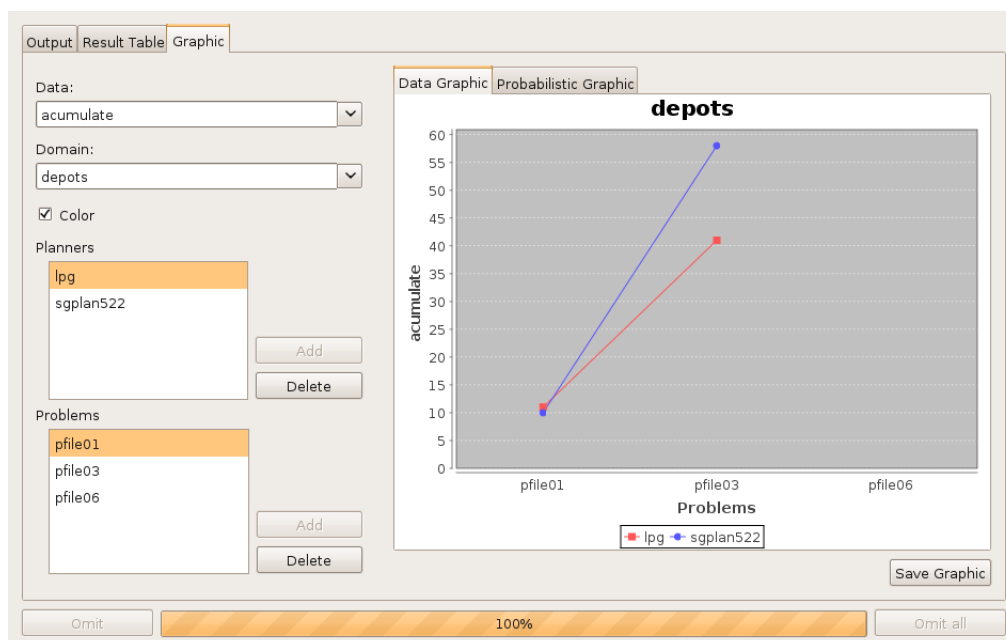 Output Result Table Graphic
Data:
acumulate
Domain:
depots
Color
Planners
lpg
sgplan522
Add
Delete
Problems
pfile01
pfile03
pfile06
Add
Delete
Data Graphic Probabilistic Graphic
depots
60
55
50
45
40
35
30
25
20
15
10
5
0
acumulate
pfile01 pfile03 pfile06
Problems
lpg sgplan522
Save Graphic
Omit 100% Omit all